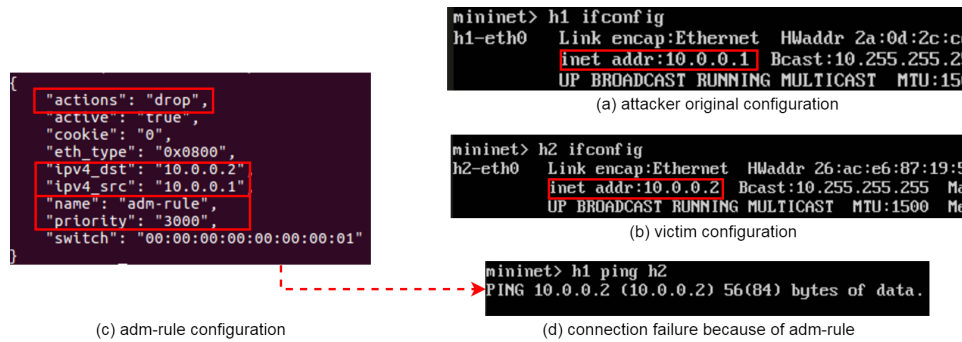 {
"actions": "drop",
"active": "true",
"cookie": "0",
"eth_type": "0x0800",
"ipv4_dst": "10.0.0.2",
"ipv4_src": "10.0.0.1",
"name": "adm-rule",
"priority": "3000",
"switch": "00:00:00:00:00:00:00:01"
}
(c) adm-rule configuration
mininet> h1 ifconfig
h1-eth0 Link encap:Ethernet HWaddr 2a:0d:2c:c
inet addr:10.0.0.1 Bcast:10.255.255.2
UP BROADCAST RUNNING MULTICAST MTU:150
(a) attacker original configuration
mininet> h2 ifconfig
h2-eth0 Link encap:Ethernet HWaddr 26:ac:e6:87:19:5
inet addr:10.0.0.2 Bcast:10.255.255.255 Ma
UP BROADCAST RUNNING MULTICAST MTU:1500 Me
(b) victim configuration
mininet> h1 ping h2
PING 10.0.0.2 (10.0.0.2) 56(84) bytes of data.
(d) connection failure because of adm-rule